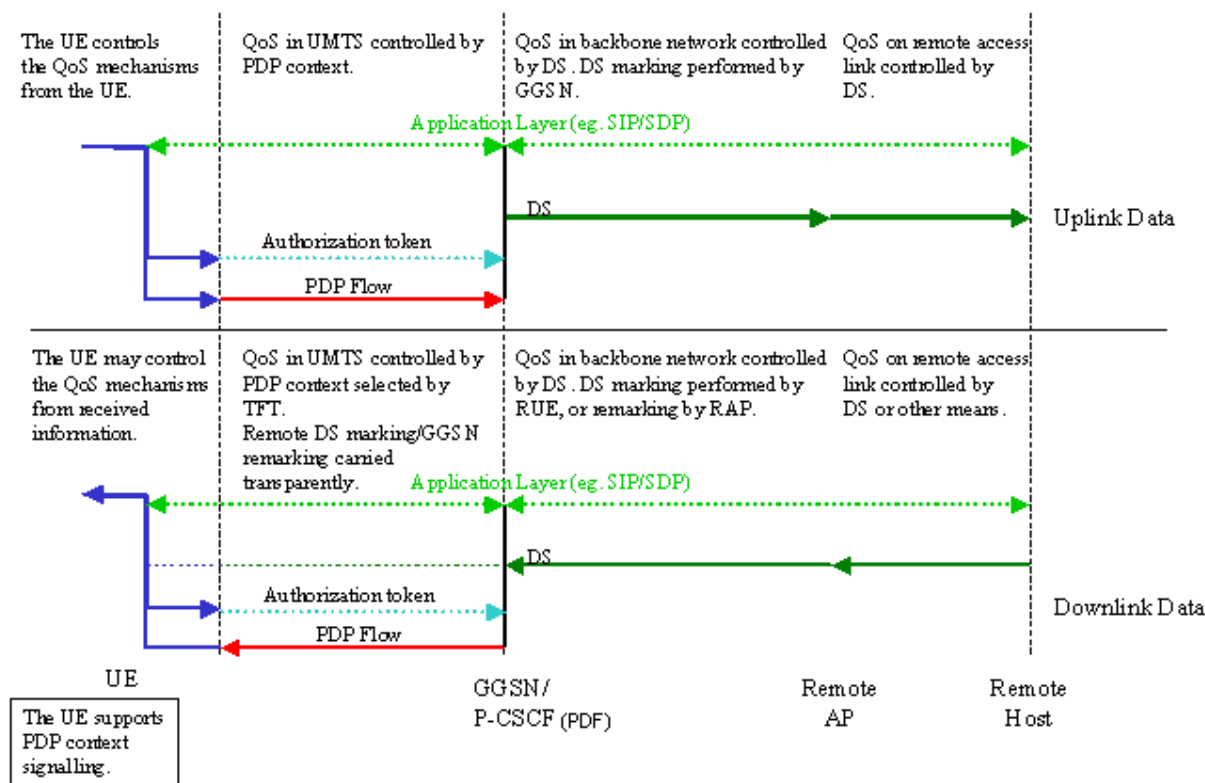 The UE controls
the QoS mechanisms
from the UE.
QoS in UMTS controlled by
PDP context.
QoS in backbone network controlled
by DS. DS marking performed by
GGSN.
QoS on remote access
link controlled by
DS.
Application Layer (eg. SIP/SDP)
DS
Uplink Data
Authorization token
PDP Flow
The UE may control
the QoS mechanisms
from received
information.
QoS in UMTS controlled by
PDP context selected by
TFT.
Remote DS marking/GGSN
remarking carried
transparently.
QoS in backbone network controlled
by DS. DS marking performed by
RUE, or remarking by RAP.
QoS on remote access
link controlled by
DS or other means.
Application Layer (eg. SIP/SDP)
DS
Authorization token
Downlink Data
PDP Flow
UE
GGSN/
P-CSCF (PDF)
Remote
AP
Remote
Host
The UE supports
PDP context
signalling.